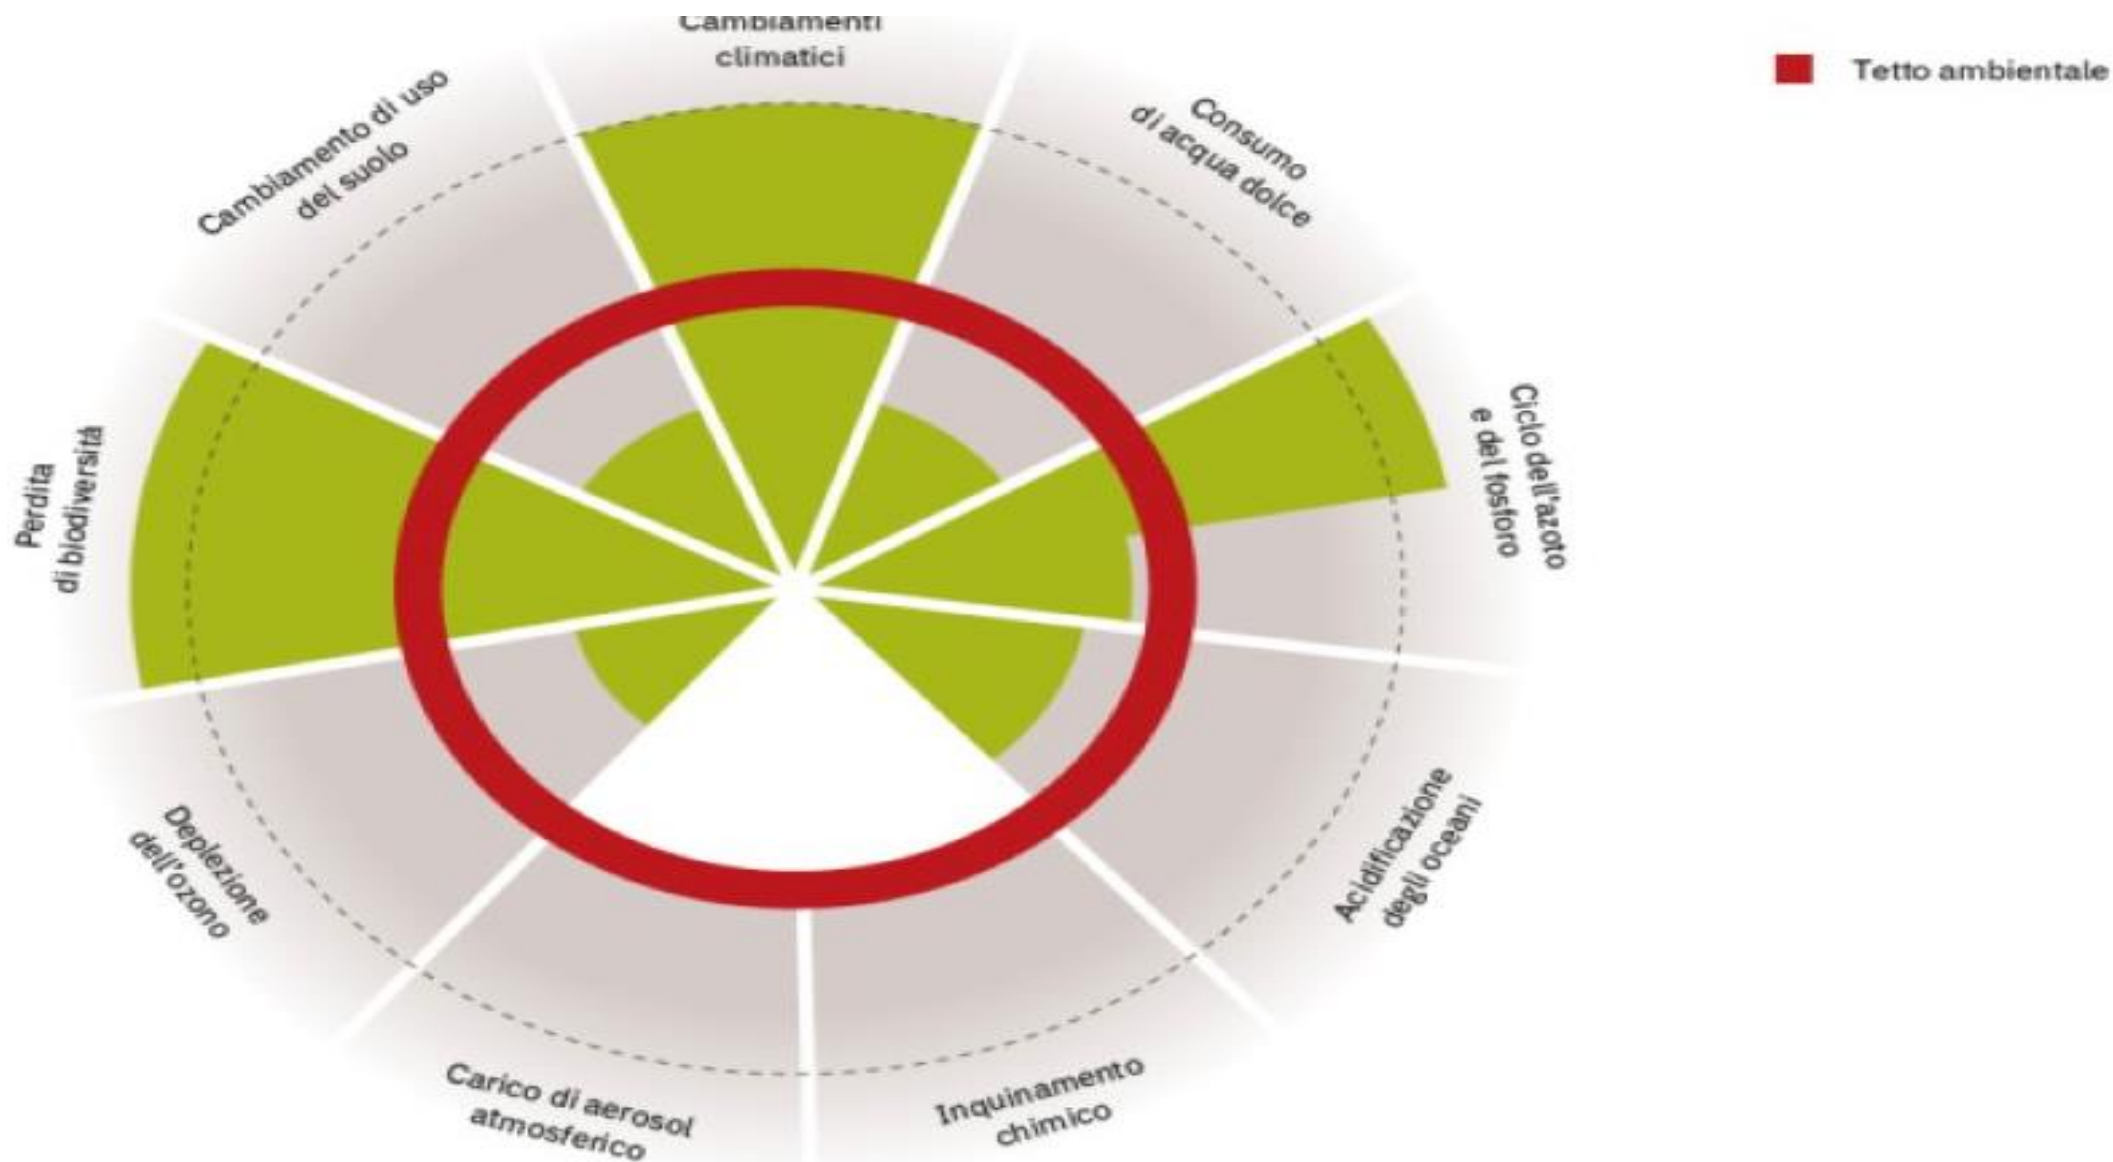 Cambiamenti
climatici
Tetto ambientale
Consumo
di acqua dolce
Ciclo dell'azoto
e del fosforo
Acidificazione
degli oceani
Inquinamento
chimico
Carico di aerosol
atmosferico
Deplezione
dell'ozono
Perdita
di biodiversità
Cambiamento di uso
del suolo